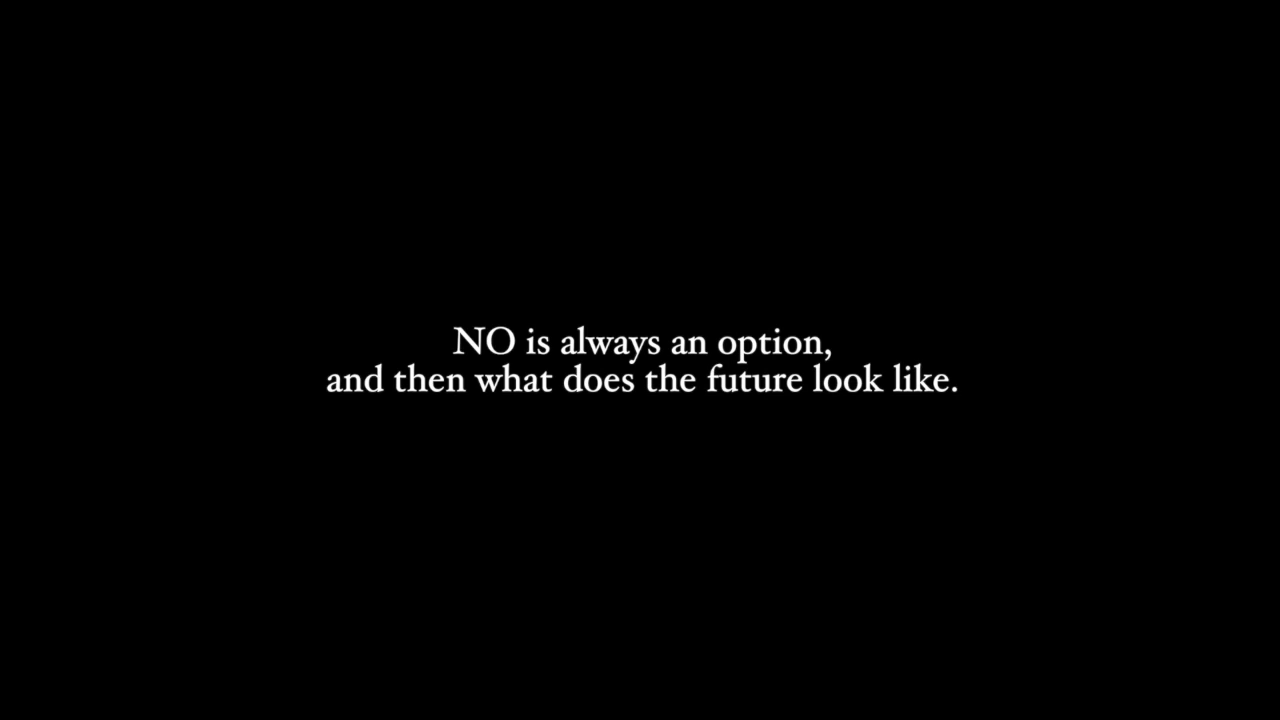 NO is always an option,
and then what does the future look like.